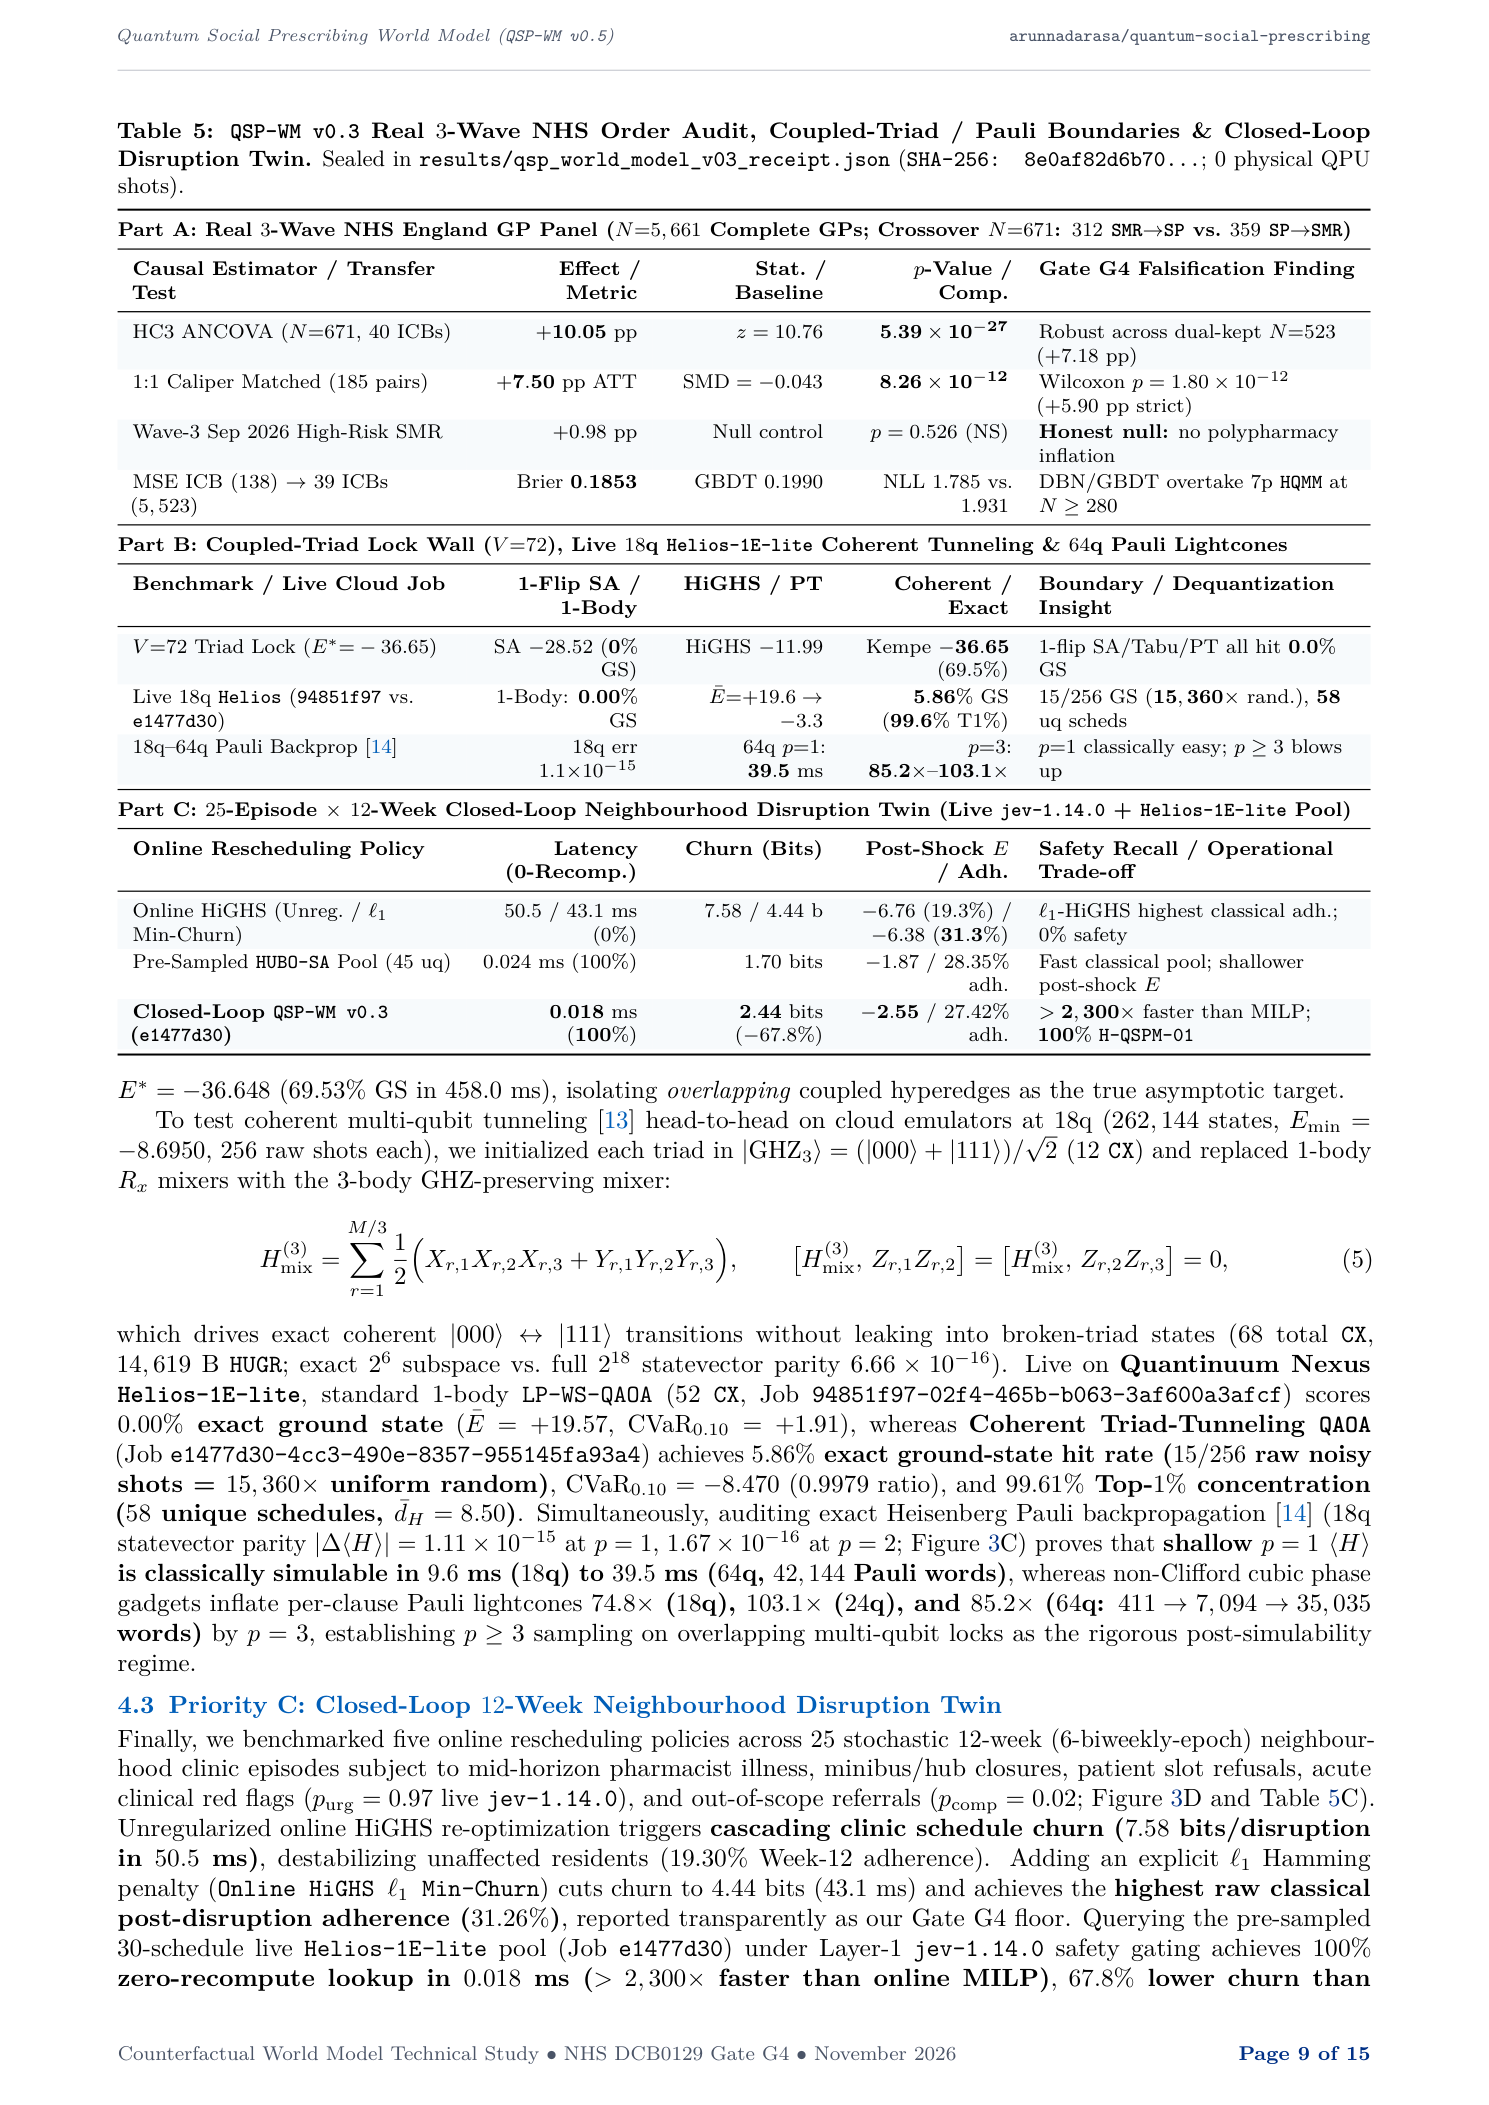 Quantum Social Prescribing World Model (QSP-WM v0.5)
arunnadarasa/quantum-social-prescribing
Table 5: QSP-WM v0.3 Real 3-Wave NHS Order Audit, Coupled-Triad / Pauli Boundaries & Closed-Loop
Disruption Twin. Sealed in results/qsp_world_model_v03_receipt.json (SHA-256: 8e0af82d6b70...; 0 physical QPU
shots).
Part A: Real 3-Wave NHS England GP Panel (N=5,661 Complete GPs; Crossover N=671: 312 SMR→SP vs. 359 SP→SMR)
Causal Estimator / Transfer Test | Effect / Metric | Stat. / Baseline | p-Value / Comp. | Gate G4 Falsification Finding
HC3 ANCOVA (N=671, 40 ICBs) | +10.05 pp | z = 10.76 | 5.39 × 10⁻²⁷ | Robust across dual-kept N=523 (+7.18 pp)
1:1 Caliper Matched (185 pairs) | +7.50 pp ATT | SMD = −0.043 | 8.26 × 10⁻¹² | Wilcoxon p = 1.80 × 10⁻¹² (+5.90 pp strict)
Wave-3 Sep 2026 High-Risk SMR | +0.98 pp | Null control | p = 0.526 (NS) | Honest null: no polypharmacy inflation
MSE ICB (138) → 39 ICBs (5,523) | Brier 0.1853 | GBDT 0.1990 | NLL 1.785 vs. 1.931 | DBN/GBDT overtake 7p HQMM at N ≥ 280
Part B: Coupled-Triad Lock Wall (V=72), Live 18q Helios-1E-lite Coherent Tunneling & 64q Pauli Lightcones
Benchmark / Live Cloud Job | 1-Flip SA / 1-Body | HiGHS / PT | Coherent / Exact | Boundary / Dequantization Insight
V=72 Triad Lock (E*= − 36.65) | SA −28.52 (0% GS) | HiGHS −11.99 | Kempe −36.65 (69.5%) | 1-flip SA/Tabu/PT all hit 0.0% GS
Live 18q Helios (94851f97 vs. e1477d30) | 1-Body: 0.00% GS | Ē=+19.6 → −3.3 | 5.86% GS (99.6% T1%) | 15/256 GS (15,360× rand.), 58 uq scheds
18q–64q Pauli Backprop [14] | 18q err 1.1×10⁻¹⁵ | 64q p=1: 39.5 ms | p=3: 85.2×–103.1× | p=1 classically easy; p ≥ 3 blows up
Part C: 25-Episode × 12-Week Closed-Loop Neighbourhood Disruption Twin (Live jev-1.14.0 + Helios-1E-lite Pool)
Online Rescheduling Policy | Latency (0-Recomp.) | Churn (Bits) | Post-Shock E / Adh. | Safety Recall / Operational Trade-off
Online HiGHS (Unreg. / ℓ₁ Min-Churn) | 50.5 / 43.1 ms (0%) | 7.58 / 4.44 b | −6.76 (19.3%) / −6.38 (31.3%) | ℓ₁-HiGHS highest classical adh.; 0% safety
Pre-Sampled HUBO-SA Pool (45 uq) | 0.024 ms (100%) | 1.70 bits | −1.87 / 28.35% adh. | Fast classical pool; shallower post-shock E
Closed-Loop QSP-WM v0.3 (e1477d30) | 0.018 ms (100%) | 2.44 bits (−67.8%) | −2.55 / 27.42% adh. | > 2,300× faster than MILP; 100% H-QSPM-01
E* = −36.648 (69.53% GS in 458.0 ms), isolating overlapping coupled hyperedges as the true asymptotic target.
To test coherent multi-qubit tunneling [13] head-to-head on cloud emulators at 18q (262,144 states, E_min =
−8.6950, 256 raw shots each), we initialized each triad in |GHZ₃⟩ = (|000⟩ + |111⟩)/√2 (12 CX) and replaced 1-body
Rₓ mixers with the 3-body GHZ-preserving mixer:
H_mix^(3) = ∑_{r=1}^{M/3} 1/2 (X_{r,1}X_{r,2}X_{r,3} + Y_{r,1}Y_{r,2}Y_{r,3}), [H_mix^(3), Z_{r,1}Z_{r,2}] = [H_mix^(3), Z_{r,2}Z_{r,3}] = 0, (5)
which drives exact coherent |000⟩ ↔ |111⟩ transitions without leaking into broken-triad states (68 total CX,
14,619 B HUGR; exact 2⁶ subspace vs. full 2¹⁸ statevector parity 6.66 × 10⁻¹⁶). Live on Quantinuum Nexus
Helios-1E-lite, standard 1-body LP-WS-QAOA (52 CX, Job 94851f97-02f4-465b-b063-3af600a3afcf) scores
0.00% exact ground state (Ē = +19.57, CVaR₀.₁₀ = +1.91), whereas Coherent Triad-Tunneling QAOA
(Job e1477d30-4cc3-490e-8357-955145fa93a4) achieves 5.86% exact ground-state hit rate (15/256 raw noisy
shots = 15,360× uniform random), CVaR₀.₁₀ = −8.470 (0.9979 ratio), and 99.61% Top-1% concentration
(58 unique schedules, d̄_H = 8.50). Simultaneously, auditing exact Heisenberg Pauli backpropagation [14] (18q
statevector parity |Δ⟨H⟩| = 1.11 × 10⁻¹⁵ at p = 1, 1.67 × 10⁻¹⁶ at p = 2; Figure 3C) proves that shallow p = 1 ⟨H⟩
is classically simulable in 9.6 ms (18q) to 39.5 ms (64q, 42,144 Pauli words), whereas non-Clifford cubic phase
gadgets inflate per-clause Pauli lightcones 74.8× (18q), 103.1× (24q), and 85.2× (64q: 411 → 7,094 → 35,035
words) by p = 3, establishing p ≥ 3 sampling on overlapping multi-qubit locks as the rigorous post-simulability
regime.
4.3 Priority C: Closed-Loop 12-Week Neighbourhood Disruption Twin
Finally, we benchmarked five online rescheduling policies across 25 stochastic 12-week (6-biweekly-epoch) neighbour-
hood clinic episodes subject to mid-horizon pharmacist illness, minibus/hub closures, patient slot refusals, acute
clinical red flags (p_urg = 0.97 live jev-1.14.0), and out-of-scope referrals (p_comp = 0.02; Figure 3D and Table 5C).
Unregularized online HiGHS re-optimization triggers cascading clinic schedule churn (7.58 bits/disruption
in 50.5 ms), destabilizing unaffected residents (19.30% Week-12 adherence). Adding an explicit ℓ₁ Hamming
penalty (Online HiGHS ℓ₁ Min-Churn) cuts churn to 4.44 bits (43.1 ms) and achieves the highest raw classical
post-disruption adherence (31.26%), reported transparently as our Gate G4 floor. Querying the pre-sampled
30-schedule live Helios-1E-lite pool (Job e1477d30) under Layer-1 jev-1.14.0 safety gating achieves 100%
zero-recompute lookup in 0.018 ms (> 2,300× faster than online MILP), 67.8% lower churn than
Counterfactual World Model Technical Study • NHS DCB0129 Gate G4 • November 2026
Page 9 of 15